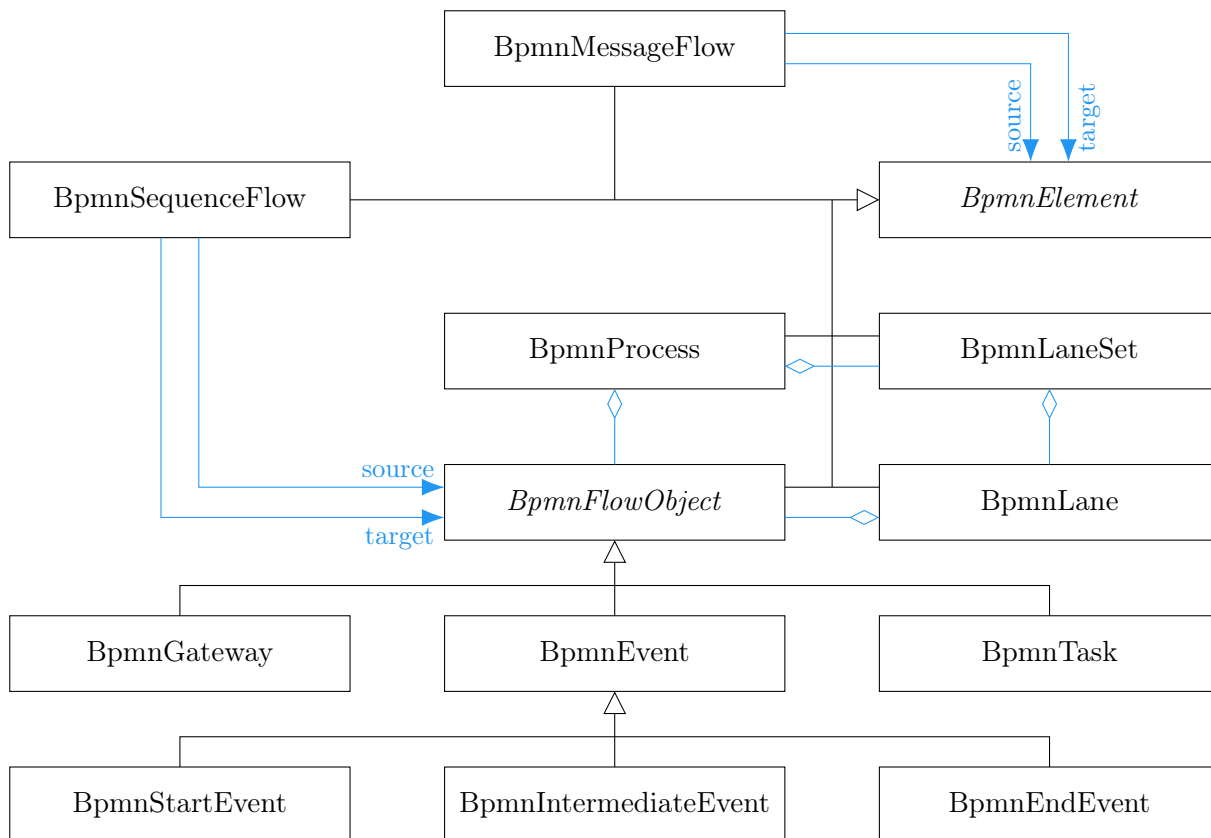 BpmnMessageFlow
source
target
BpmnSequenceFlow
BpmnElement
BpmnProcess
BpmnLaneSet
source
BpmnFlowObject
BpmnLane
target
BpmnGateway
BpmnEvent
BpmnTask
BpmnStartEvent
BpmnIntermediateEvent
BpmnEndEvent